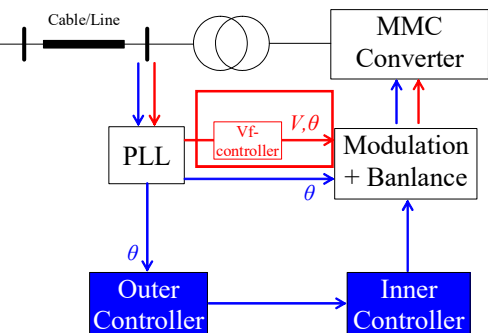 Cable/Line
MMC
Converter
Vf-
controller
V,θ
PLL
Modulation
+ Banlance
θ
θ
Outer
Controller
Inner
Controller